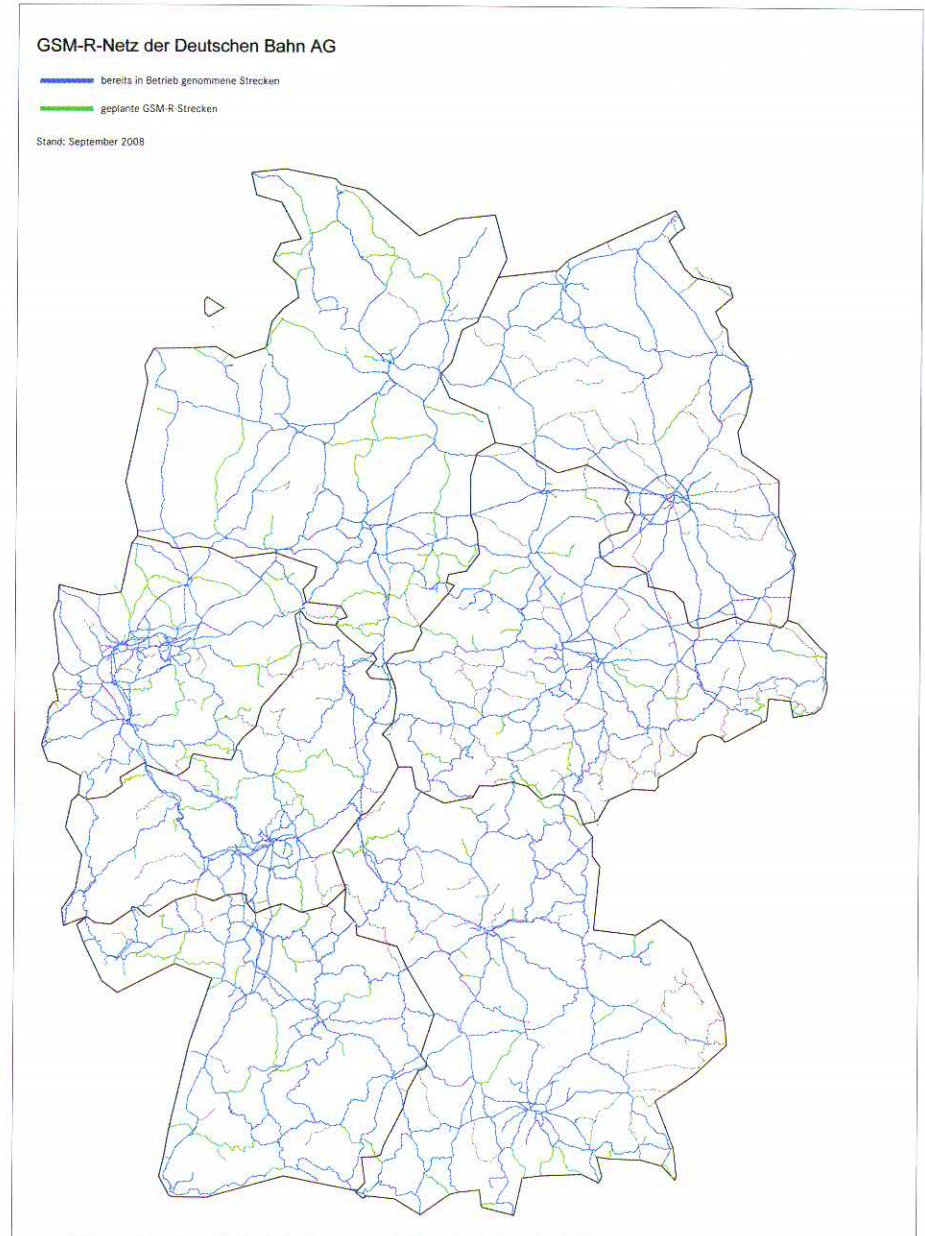 GSM-R-Netz der Deutschen Bahn AG
bereits in Betrieb genommene Strecken
geplante GSM-R-Strecken
Stand: September 2008